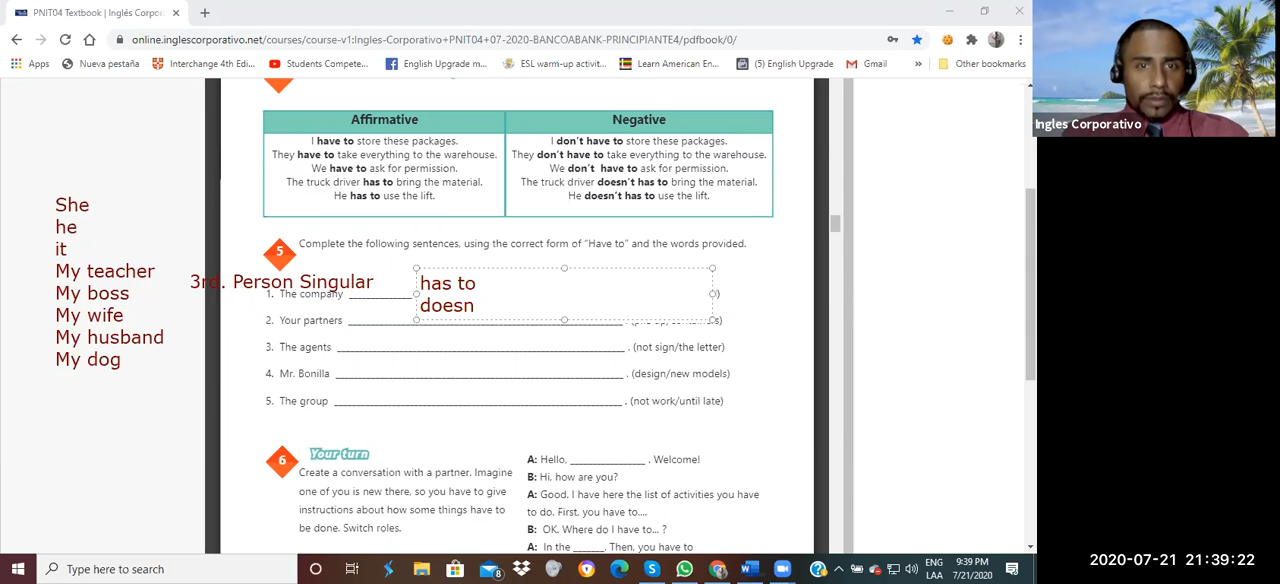 PNIT04 Textbook | Inglés Corpor
online.inglescorporativo.net/courses/course-v1:Ingles-Corporativo+PNIT04+07-2020-BANCOABANK-PRINCIPIANTE4/pdfbook/0/
Apps Nueva pestaña Interchange 4th Edi... Students Compete... English Upgrade m... ESL warm-up activit... Learn American En... (5) English Upgrade Gmail » Other bookmarks
Ingles Corporativo
Affirmative Negative
I have to store these packages. I don't have to store these packages.
They have to take everything to the warehouse. They don't have to take everything to the warehouse.
We have to ask for permission. We don't have to ask for permission.
The truck driver has to bring the material. The truck driver doesn't has to bring the material.
He has to use the lift. He doesn't has to use the lift.
She
he
it
My teacher
My boss
My wife
My husband
My dog
5 Complete the following sentences, using the correct form of "Have to" and the words provided.
3rd. Person Singular
has to
doesn
1. The company ____________ )
2. Your partners ____________ .
3. The agents ____________ . (not sign/the letter)
4. Mr. Bonilla ____________ . (design/new models)
5. The group ____________ . (not work/until late)
6 Your turn
Create a conversation with a partner. Imagine
one of you is new there, so you have to give
instructions about how some things have to
be done. Switch roles.
A: Hello, ____________ . Welcome!
B: Hi, how are you?
A: Good. I have here the list of activities you have
to do. First, you have to....
B: OK. Where do I have to... ?
A: In the ______. Then, you have to
Type here to search
8
ENG 9:39 PM
LAA 7/21/2020
2020-07-21 21:39:22